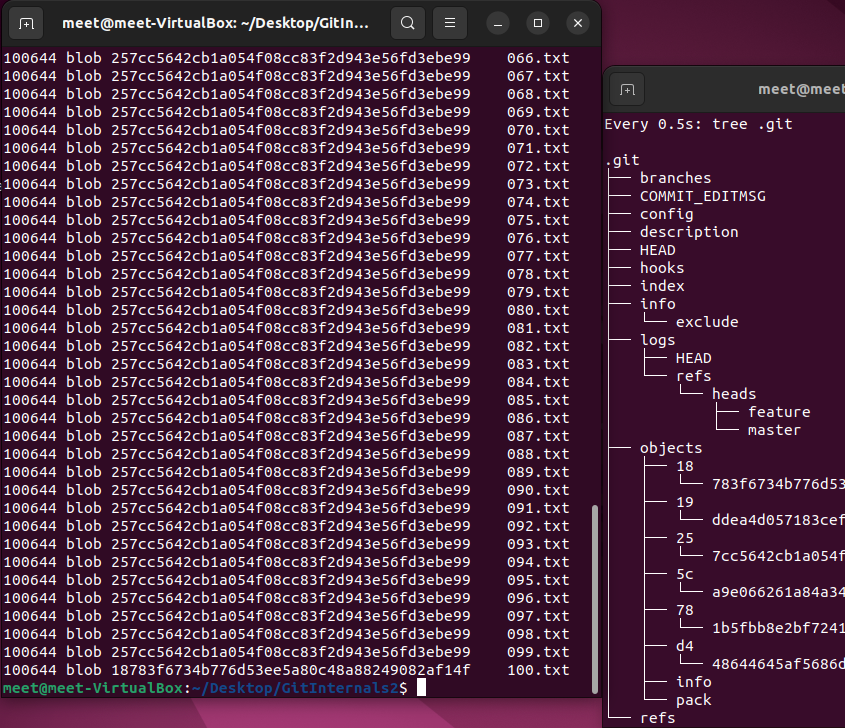 meet@meet-VirtualBox: ~/Desktop/GitIn...
100644 blob 257cc5642cb1a054f08cc83f2d943e56fd3ebe99    066.txt
100644 blob 257cc5642cb1a054f08cc83f2d943e56fd3ebe99    067.txt
100644 blob 257cc5642cb1a054f08cc83f2d943e56fd3ebe99    068.txt
100644 blob 257cc5642cb1a054f08cc83f2d943e56fd3ebe99    069.txt
100644 blob 257cc5642cb1a054f08cc83f2d943e56fd3ebe99    070.txt
100644 blob 257cc5642cb1a054f08cc83f2d943e56fd3ebe99    071.txt
100644 blob 257cc5642cb1a054f08cc83f2d943e56fd3ebe99    072.txt
100644 blob 257cc5642cb1a054f08cc83f2d943e56fd3ebe99    073.txt
100644 blob 257cc5642cb1a054f08cc83f2d943e56fd3ebe99    074.txt
100644 blob 257cc5642cb1a054f08cc83f2d943e56fd3ebe99    075.txt
100644 blob 257cc5642cb1a054f08cc83f2d943e56fd3ebe99    076.txt
100644 blob 257cc5642cb1a054f08cc83f2d943e56fd3ebe99    077.txt
100644 blob 257cc5642cb1a054f08cc83f2d943e56fd3ebe99    078.txt
100644 blob 257cc5642cb1a054f08cc83f2d943e56fd3ebe99    079.txt
100644 blob 257cc5642cb1a054f08cc83f2d943e56fd3ebe99    080.txt
100644 blob 257cc5642cb1a054f08cc83f2d943e56fd3ebe99    081.txt
100644 blob 257cc5642cb1a054f08cc83f2d943e56fd3ebe99    082.txt
100644 blob 257cc5642cb1a054f08cc83f2d943e56fd3ebe99    083.txt
100644 blob 257cc5642cb1a054f08cc83f2d943e56fd3ebe99    084.txt
100644 blob 257cc5642cb1a054f08cc83f2d943e56fd3ebe99    085.txt
100644 blob 257cc5642cb1a054f08cc83f2d943e56fd3ebe99    086.txt
100644 blob 257cc5642cb1a054f08cc83f2d943e56fd3ebe99    087.txt
100644 blob 257cc5642cb1a054f08cc83f2d943e56fd3ebe99    088.txt
100644 blob 257cc5642cb1a054f08cc83f2d943e56fd3ebe99    089.txt
100644 blob 257cc5642cb1a054f08cc83f2d943e56fd3ebe99    090.txt
100644 blob 257cc5642cb1a054f08cc83f2d943e56fd3ebe99    091.txt
100644 blob 257cc5642cb1a054f08cc83f2d943e56fd3ebe99    092.txt
100644 blob 257cc5642cb1a054f08cc83f2d943e56fd3ebe99    093.txt
100644 blob 257cc5642cb1a054f08cc83f2d943e56fd3ebe99    094.txt
100644 blob 257cc5642cb1a054f08cc83f2d943e56fd3ebe99    095.txt
100644 blob 257cc5642cb1a054f08cc83f2d943e56fd3ebe99    096.txt
100644 blob 257cc5642cb1a054f08cc83f2d943e56fd3ebe99    097.txt
100644 blob 257cc5642cb1a054f08cc83f2d943e56fd3ebe99    098.txt
100644 blob 257cc5642cb1a054f08cc83f2d943e56fd3ebe99    099.txt
100644 blob 18783f6734b776d53ee5a80c48a88249082af14f    100.txt
meet@meet-VirtualBox:~/Desktop/GitInternals2$
meet@meet
Every 0.5s: tree .git
.git
├── branches
├── COMMIT_EDITMSG
├── config
├── description
├── HEAD
├── hooks
├── index
├── info
│   └── exclude
├── logs
│   ├── HEAD
│   └── refs
│       └── heads
│           ├── feature
│           └── master
├── objects
│   ├── 18
│   │   └── 783f6734b776d53
│   ├── 19
│   │   └── ddea4d057183cef
│   ├── 25
│   │   └── 7cc5642cb1a054f
│   ├── 5c
│   │   └── a9e066261a84a34
│   ├── 78
│   │   └── 1b5fbb8e2bf7241
│   ├── d4
│   │   └── 48644645af5686d
│   ├── info
│   └── pack
└── refs